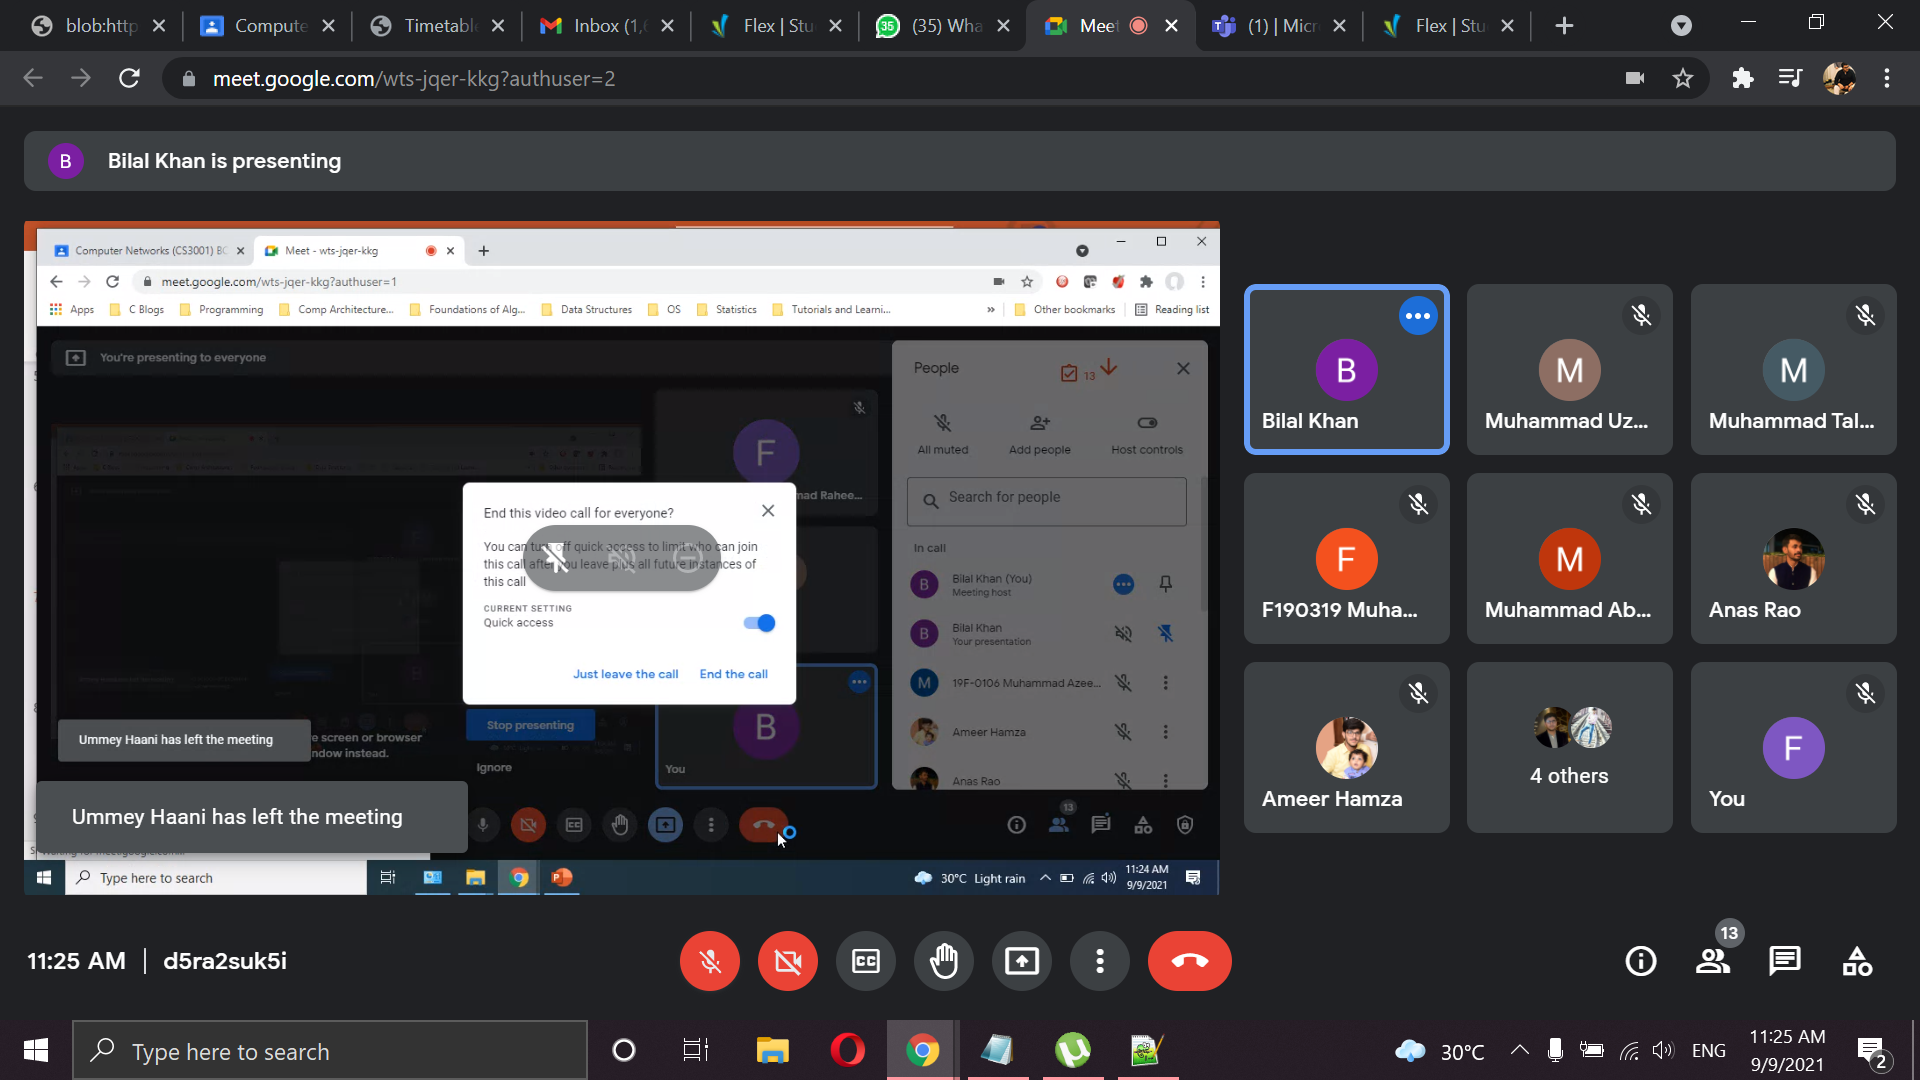 blob:http
Compute
Timetabl
Inbox (1,6
Flex | Stu
35
(35) Wha
Meet
(1) | Micr
Flex | Stu
meet.google.com/wts-jqer-kkg?authuser=2
B
Bilal Khan is presenting
Computer Networks (CS3001) BC
Meet - wts-jqer-kkg
meet.google.com/wts-jqer-kkg?authuser=1
Apps
C Blogs
Programming
Comp Architecture...
Foundations of Alg...
Data Structures
OS
Statistics
Tutorials and Learni...
»
Other bookmarks
Reading list
You're presenting to everyone
People
13
All muted
Add people
Host controls
Search for people
In call
B
Bilal Khan (You)
Meeting host
B
Bilal Khan
Your presentation
M
19F-0106 Muhammad Azee...
Ameer Hamza
Anas Rao
F
mad Rahee...
End this video call for everyone?
You can turn off quick access to limit who can join
this call after you leave plus all future instances of
this call
CURRENT SETTING
Quick access
Just leave the call
End the call
Stop presenting
e screen or browser
ndow instead.
Ignore
B
You
Ummey Haani has left the meeting
Ummey Haani has left the meeting
13
Type here to search
30°C Light rain
11:24 AM
9/9/2021
B
Bilal Khan
M
Muhammad Uz...
M
Muhammad Tal...
F
F190319 Muha...
M
Muhammad Ab...
Anas Rao
Ameer Hamza
4 others
F
You
11:25 AM | d5ra2suk5i
CC
13
Type here to search
30°C
ENG
11:25 AM
9/9/2021
2